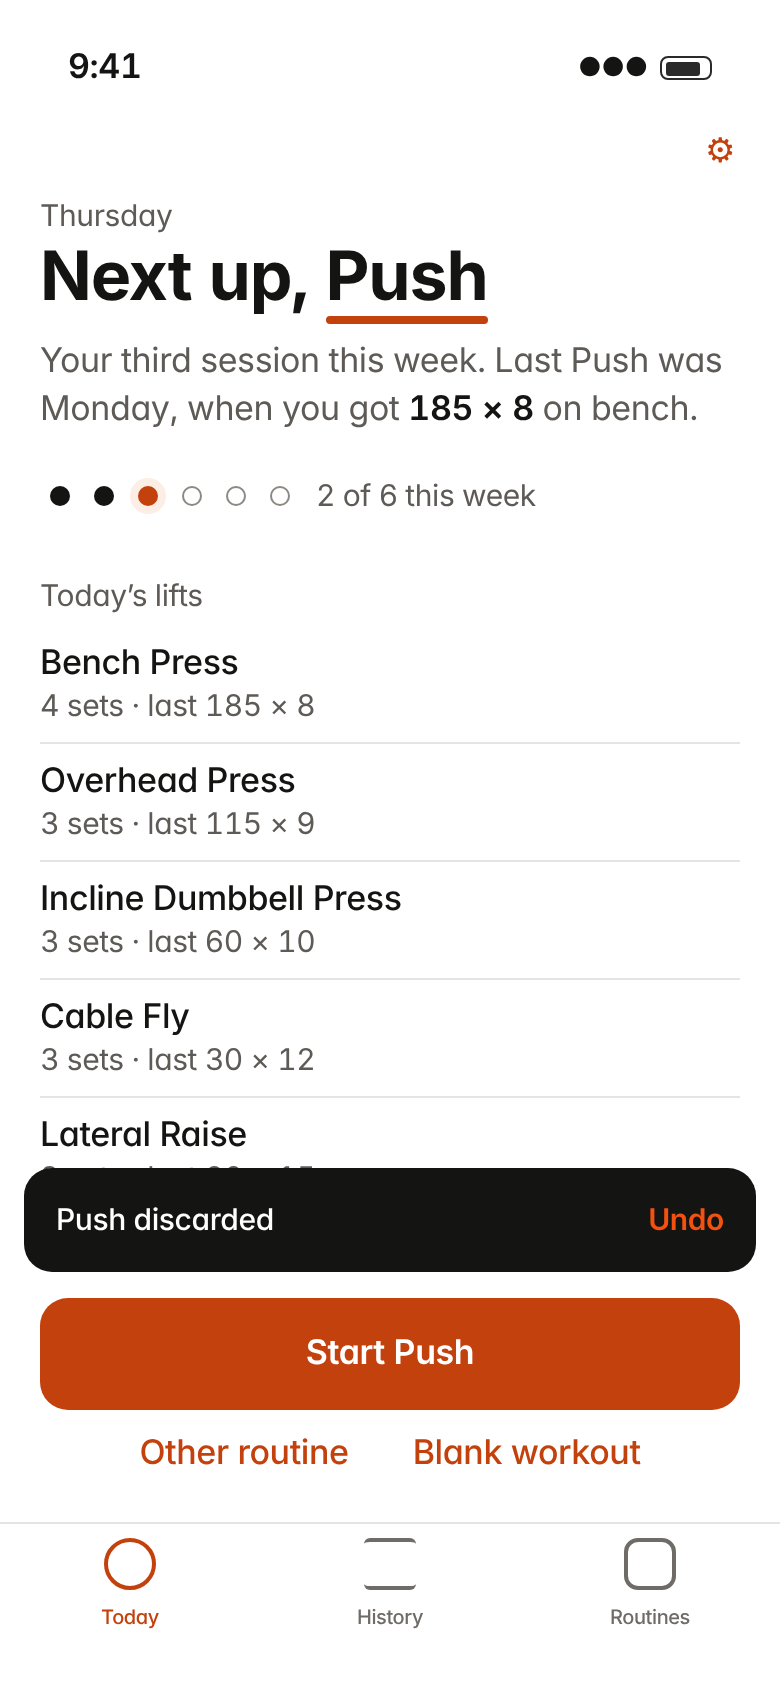 9:41
Thursday
Next up, Push
Your third session this week. Last Push was
Monday, when you got 185 × 8 on bench.
2 of 6 this week
Today’s lifts
Bench Press
4 sets · last 185 × 8
Overhead Press
3 sets · last 115 × 9
Incline Dumbbell Press
3 sets · last 60 × 10
Cable Fly
3 sets · last 30 × 12
Lateral Raise
Push discarded
Undo
Start Push
Other routine
Blank workout
Today
History
Routines